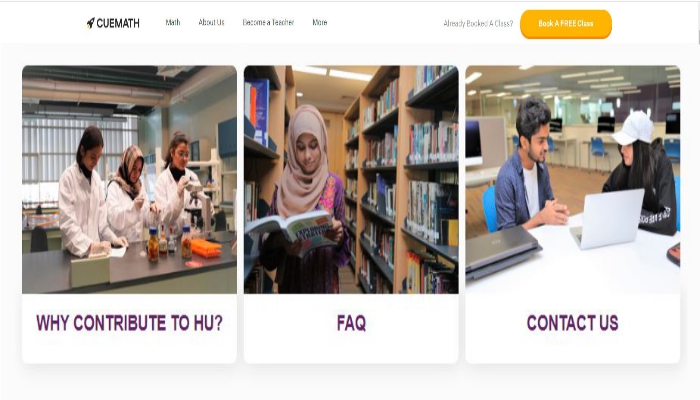 CUEMATH
Math
About Us
Become a Teacher
More
Already Booked A Class?
Book A FREE Class
WHY CONTRIBUTE TO HU?
FAQ
CONTACT US